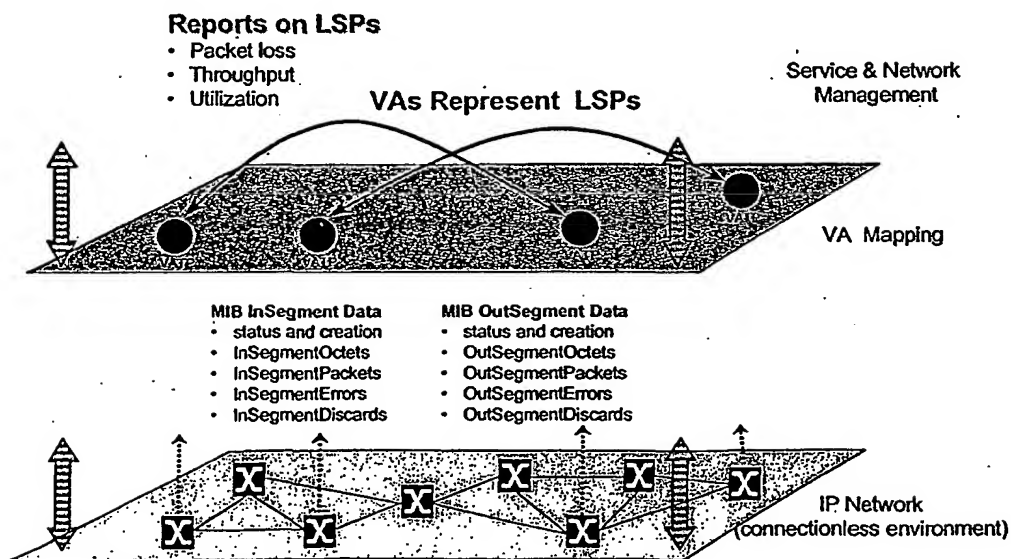 Reports on LSPs
• Packet loss
• Throughput
• Utilization
Service & Network
Management
VAs Represent LSPs
VA Mapping
MIB InSegment Data
• status and creation
• InSegmentOctets
• InSegmentPackets
• InSegmentErrors
• InSegmentDiscards
MIB OutSegment Data
• status and creation
• OutSegmentOctets
• OutSegmentPackets
• OutSegmentErrors
• OutSegmentDiscards
IP Network
(connectionless environment)